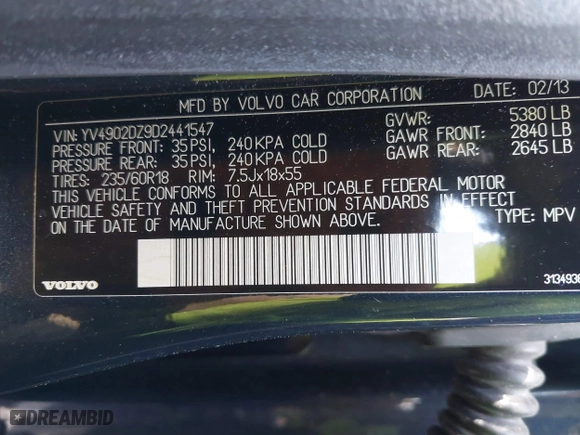 MFD BY VOLVO CAR CORPORATION DATE: 02/13
VIN: YV4902DZ9D2441547 GVWR: 5380 LB
PRESSURE FRONT: 35PSI, 240KPA COLD GAWR FRONT: 2840 LB
PRESSURE REAR: 35PSI, 240KPA COLD GAWR REAR: 2645 LB
TIRES: 235/60R18 RIM: 7.5Jx18x55
THIS VEHICLE CONFORMS TO ALL APPLICABLE FEDERAL MOTOR
VEHICLE SAFETY AND THEFT PREVENTION STANDARDS IN EFFECT
ON THE DATE OF MANUFACTURE SHOWN ABOVE. TYPE: MPV
VOLVO
DREAMBID